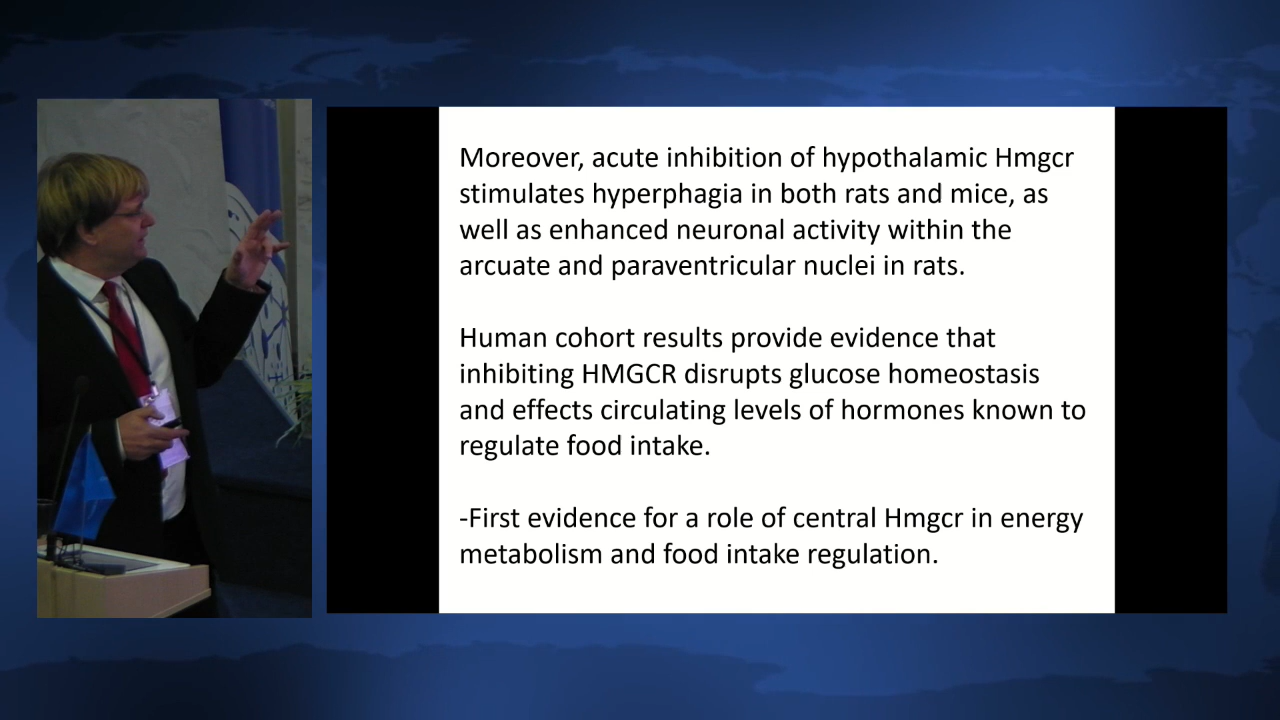 Moreover, acute inhibition of hypothalamic Hmgcr
stimulates hyperphagia in both rats and mice, as
well as enhanced neuronal activity within the
arcuate and paraventricular nuclei in rats.
Human cohort results provide evidence that
inhibiting HMGCR disrupts glucose homeostasis
and effects circulating levels of hormones known to
regulate food intake.
-First evidence for a role of central Hmgcr in energy
metabolism and food intake regulation.